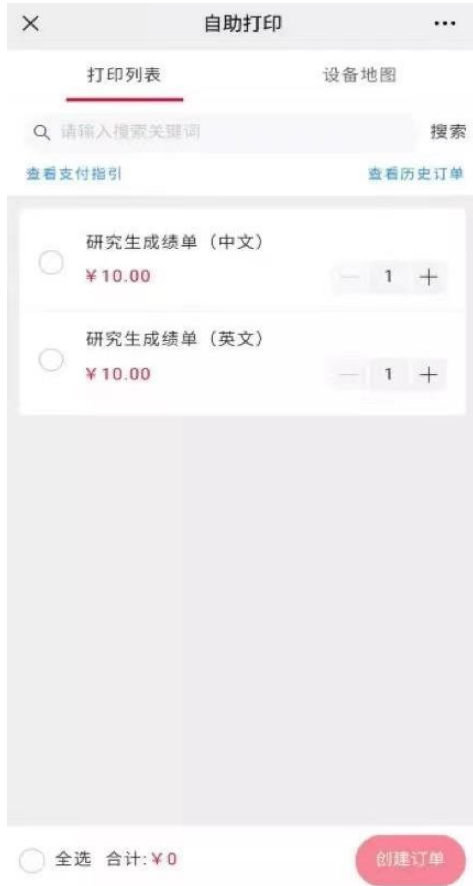 自助打印
打印列表 设备地图
请输入搜索关键词 搜索
查看支付指引 查看历史订单
研究生成绩单（中文）
￥10.00 1
研究生成绩单（英文）
￥10.00 1
全选 合计:￥0 创建订单